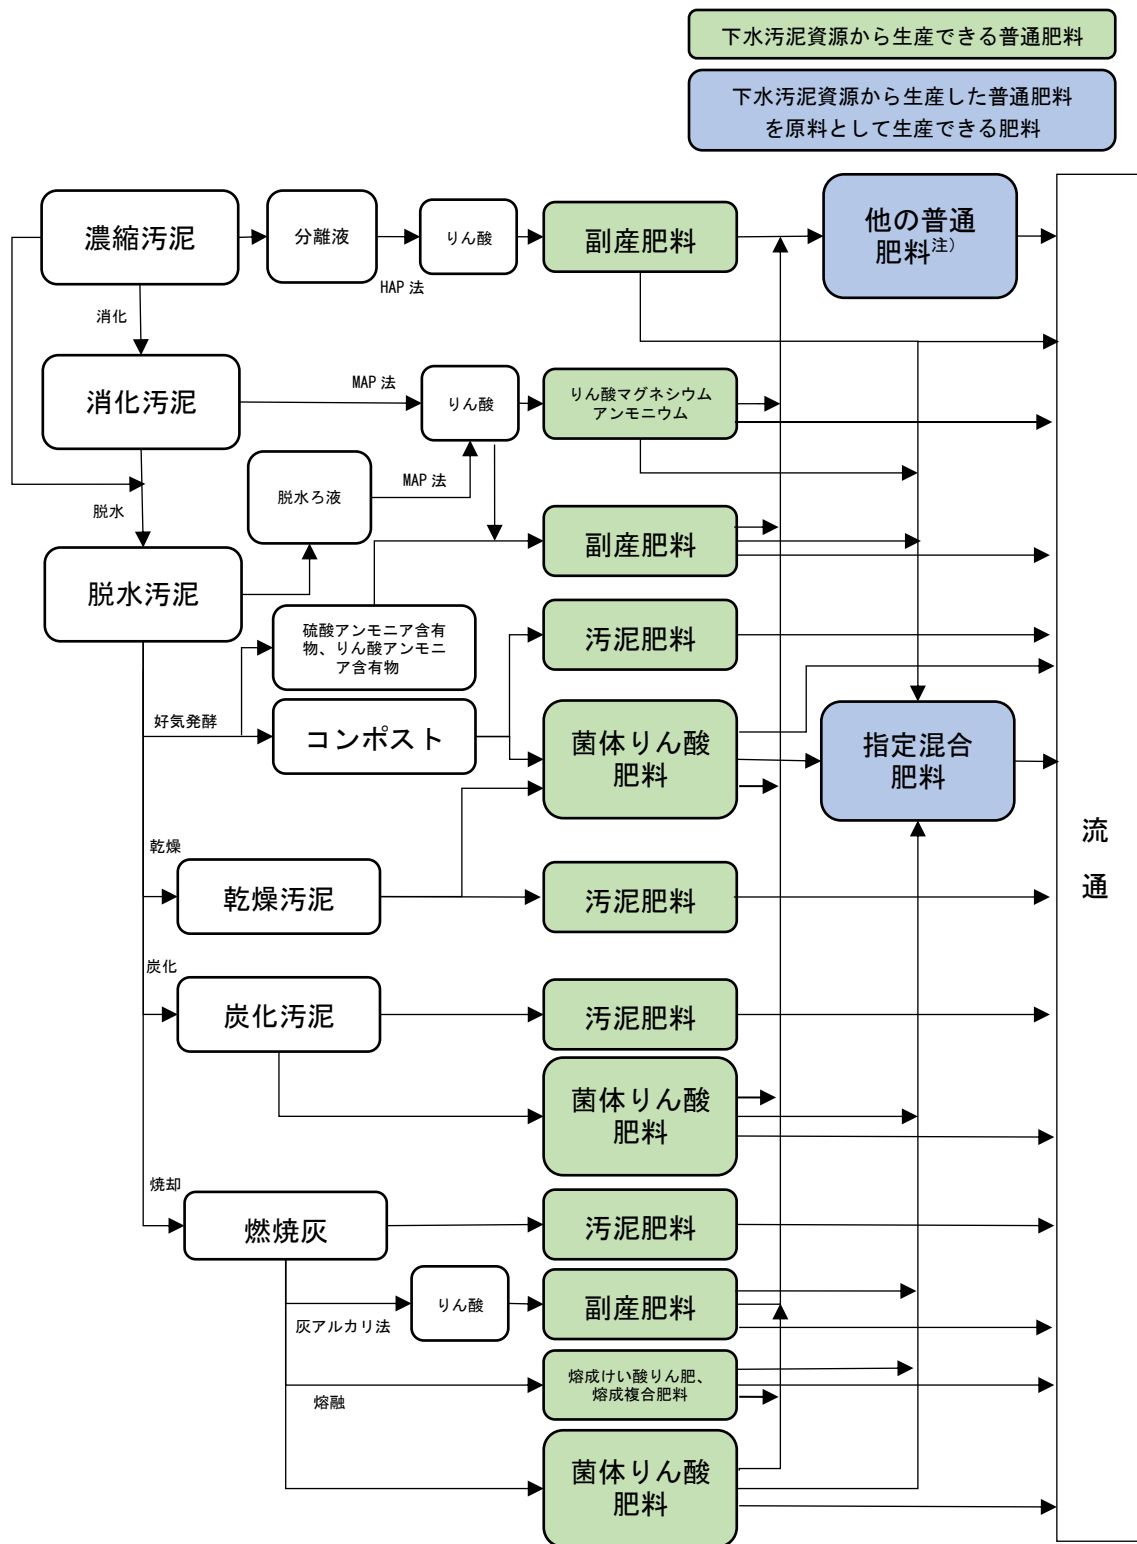 下水汚泥資源から生産できる普通肥料
下水汚泥資源から生産した普通肥料
を原料として生産できる肥料
濃縮汚泥
分離液
りん酸
副産肥料
他の普通
肥料注）
HAP 法
消化
消化汚泥
MAP 法
りん酸
りん酸マグネシウム
アンモニウム
脱水ろ液
MAP 法
脱水
副産肥料
脱水汚泥
硫酸アンモニア含有
物、りん酸アンモニ
ア含有物
汚泥肥料
好気発酵
コンポスト
菌体りん酸
肥料
指定混合
肥料
流
通
乾燥
乾燥汚泥
汚泥肥料
炭化
炭化汚泥
汚泥肥料
菌体りん酸
肥料
焼却
燃焼灰
汚泥肥料
りん酸
副産肥料
灰アルカリ法
熔成けい酸りん肥、
熔成複合肥料
熔融
菌体りん酸
肥料